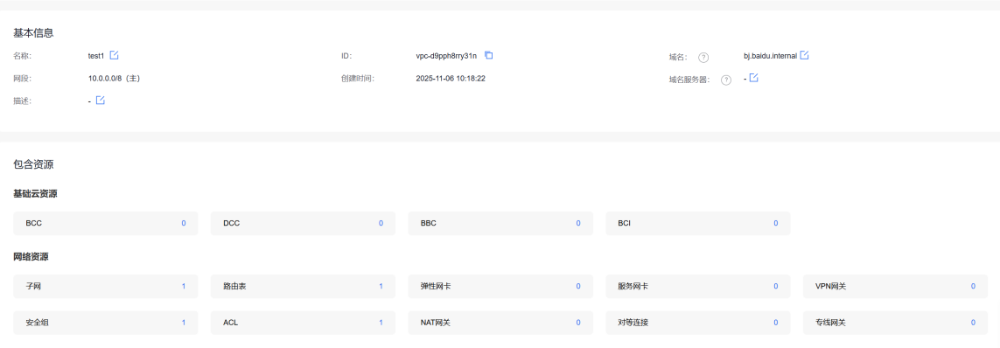 基本信息
名称： test1 ID： vpc-d9pph8rry31n 域名： ? bj.baidu.internal
网段： 10.0.0.0/8（主） 创建时间： 2025-11-06 10:18:22 域名服务器： ? -
描述： -
包含资源
基础云资源
BCC 0 DCC 0 BBC 0 BCI 0
网络资源
子网 1 路由表 1 弹性网卡 0 服务网卡 0 VPN网关 0
安全组 1 ACL 1 NAT网关 0 对等连接 0 专线网关 0